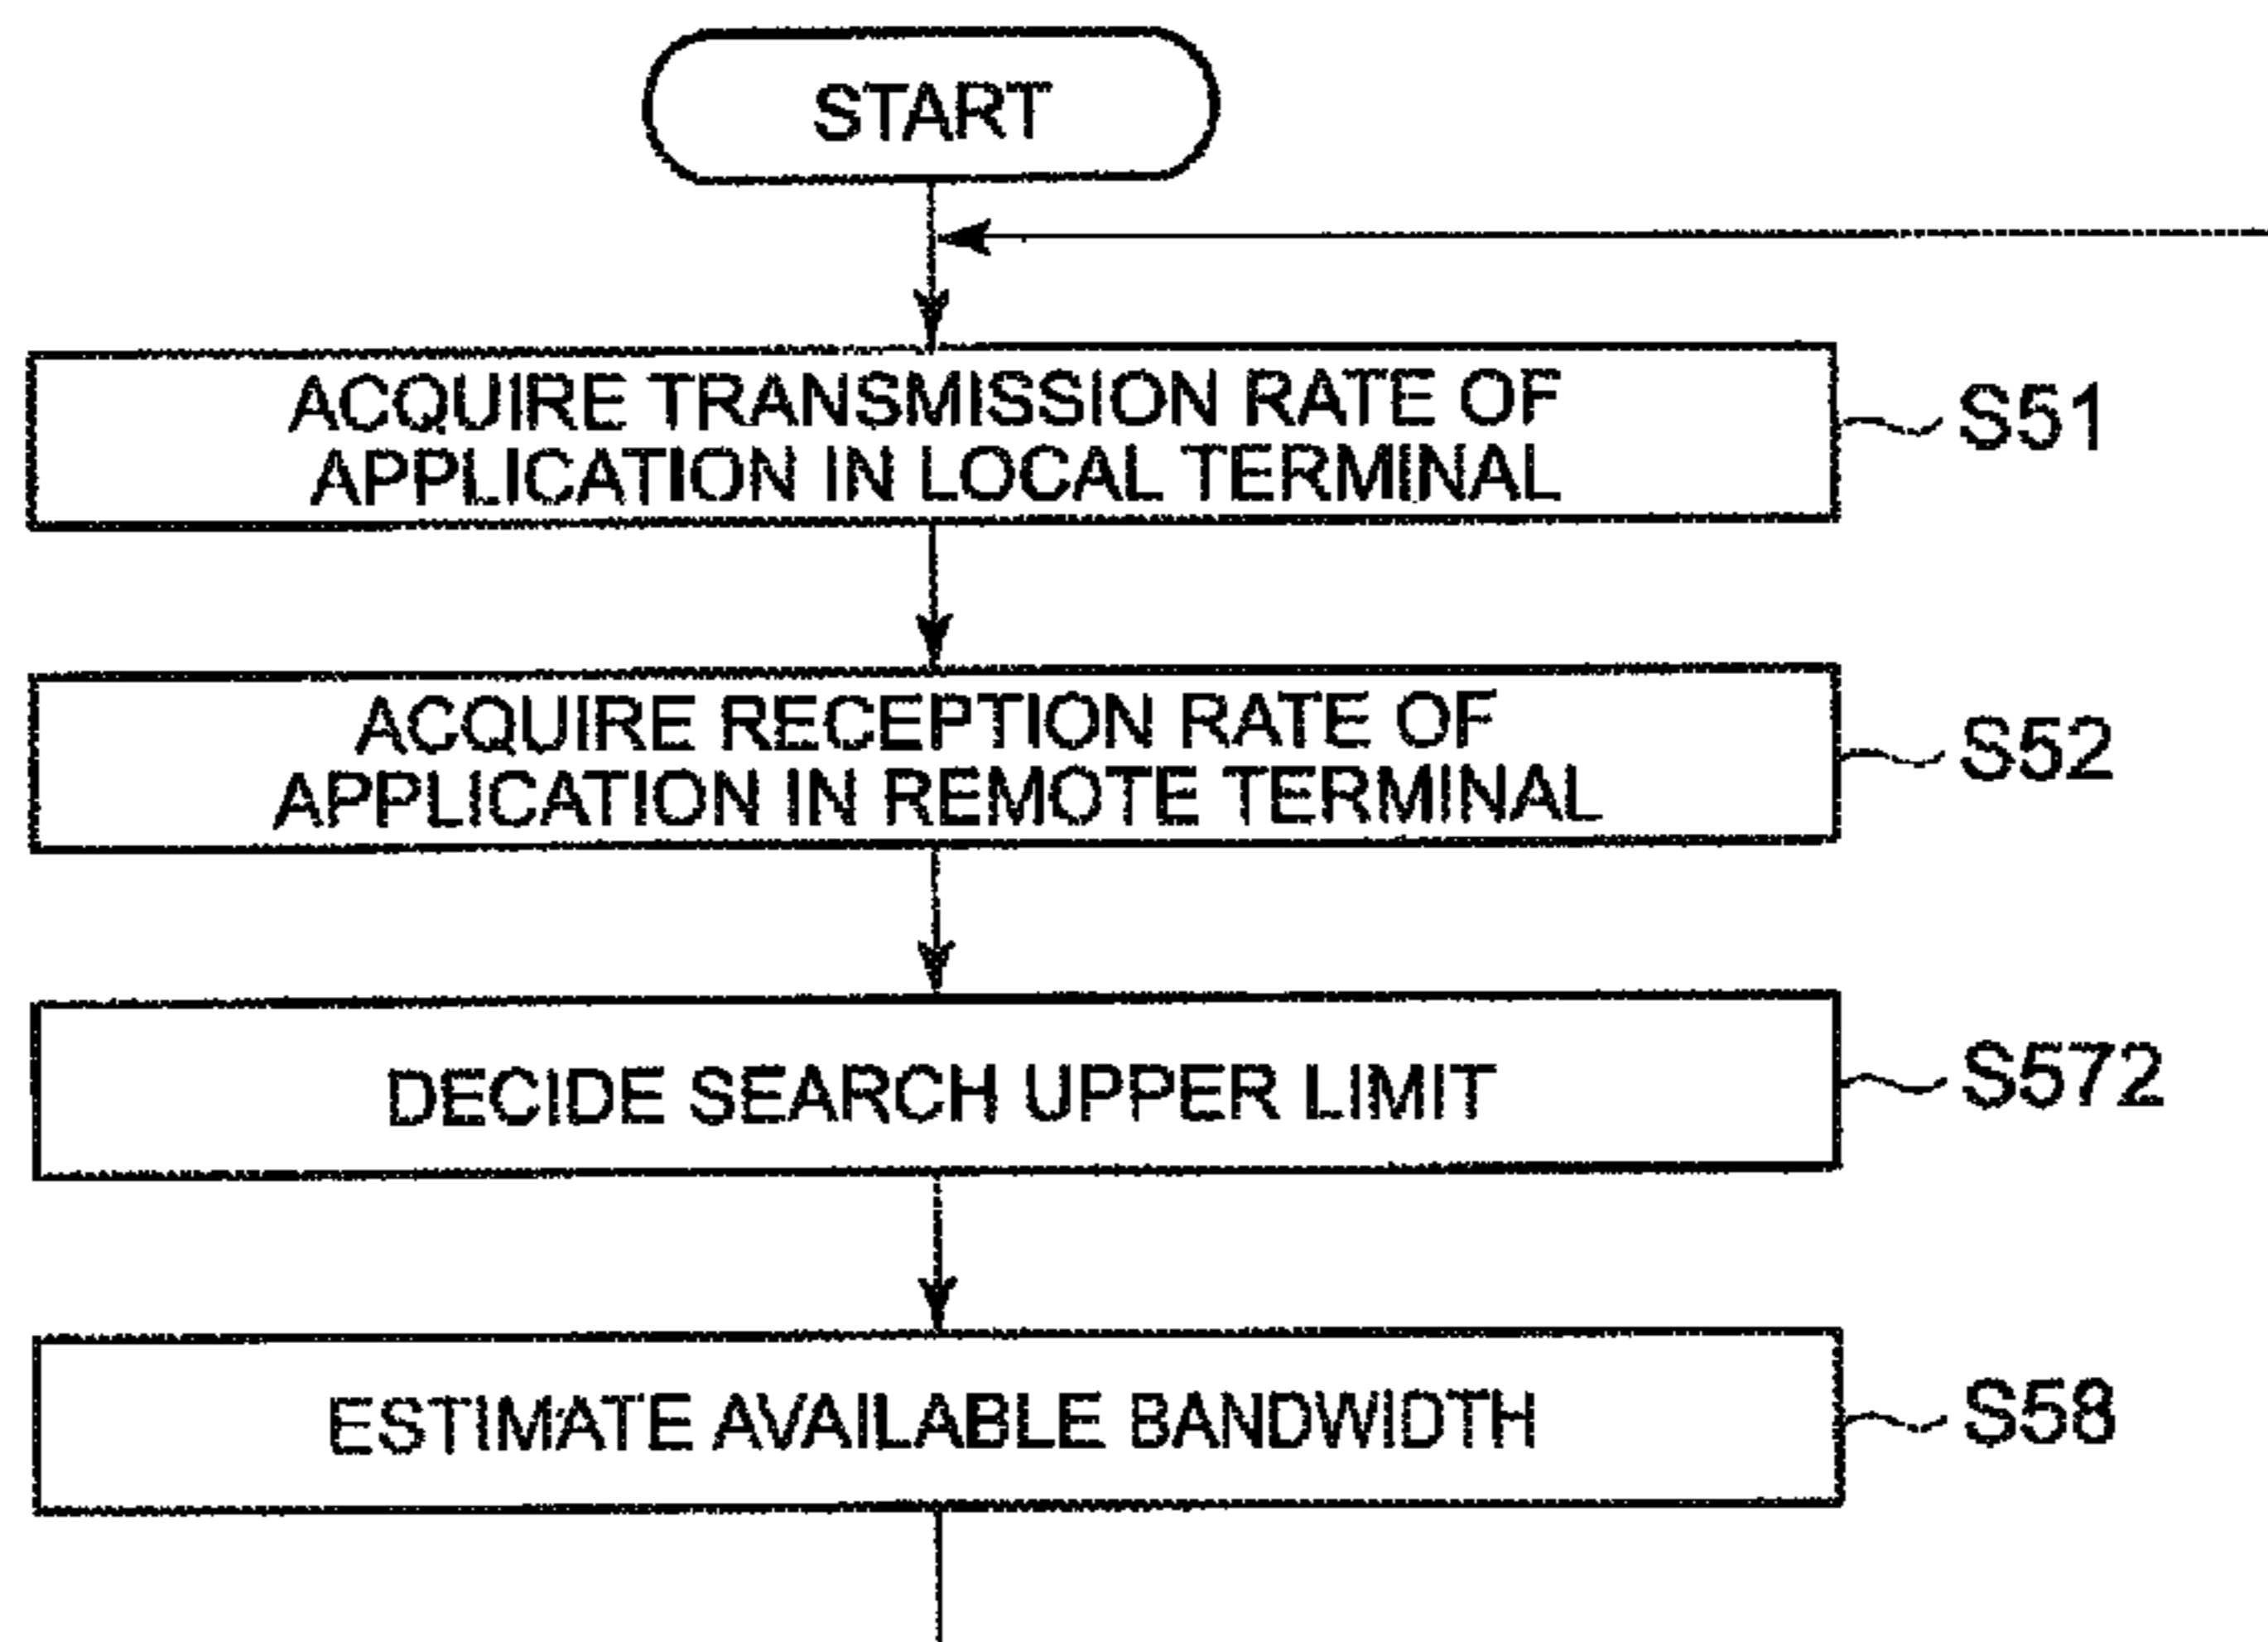 START
ACQUIRE TRANSMISSION RATE OF
APPLICATION IN LOCAL TERMINAL
S51
ACQUIRE RECEPTION RATE OF
APPLICATION IN REMOTE TERMINAL
S52
DECIDE SEARCH UPPER LIMIT
S572
ESTIMATE AVAILABLE BANDWIDTH
S58